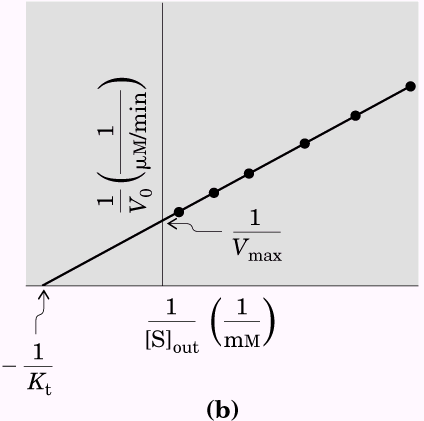 1/V₀ (1/μM/min)
1/Vmax
1/[S]out (1/mM)
− 1/Kt
(b)